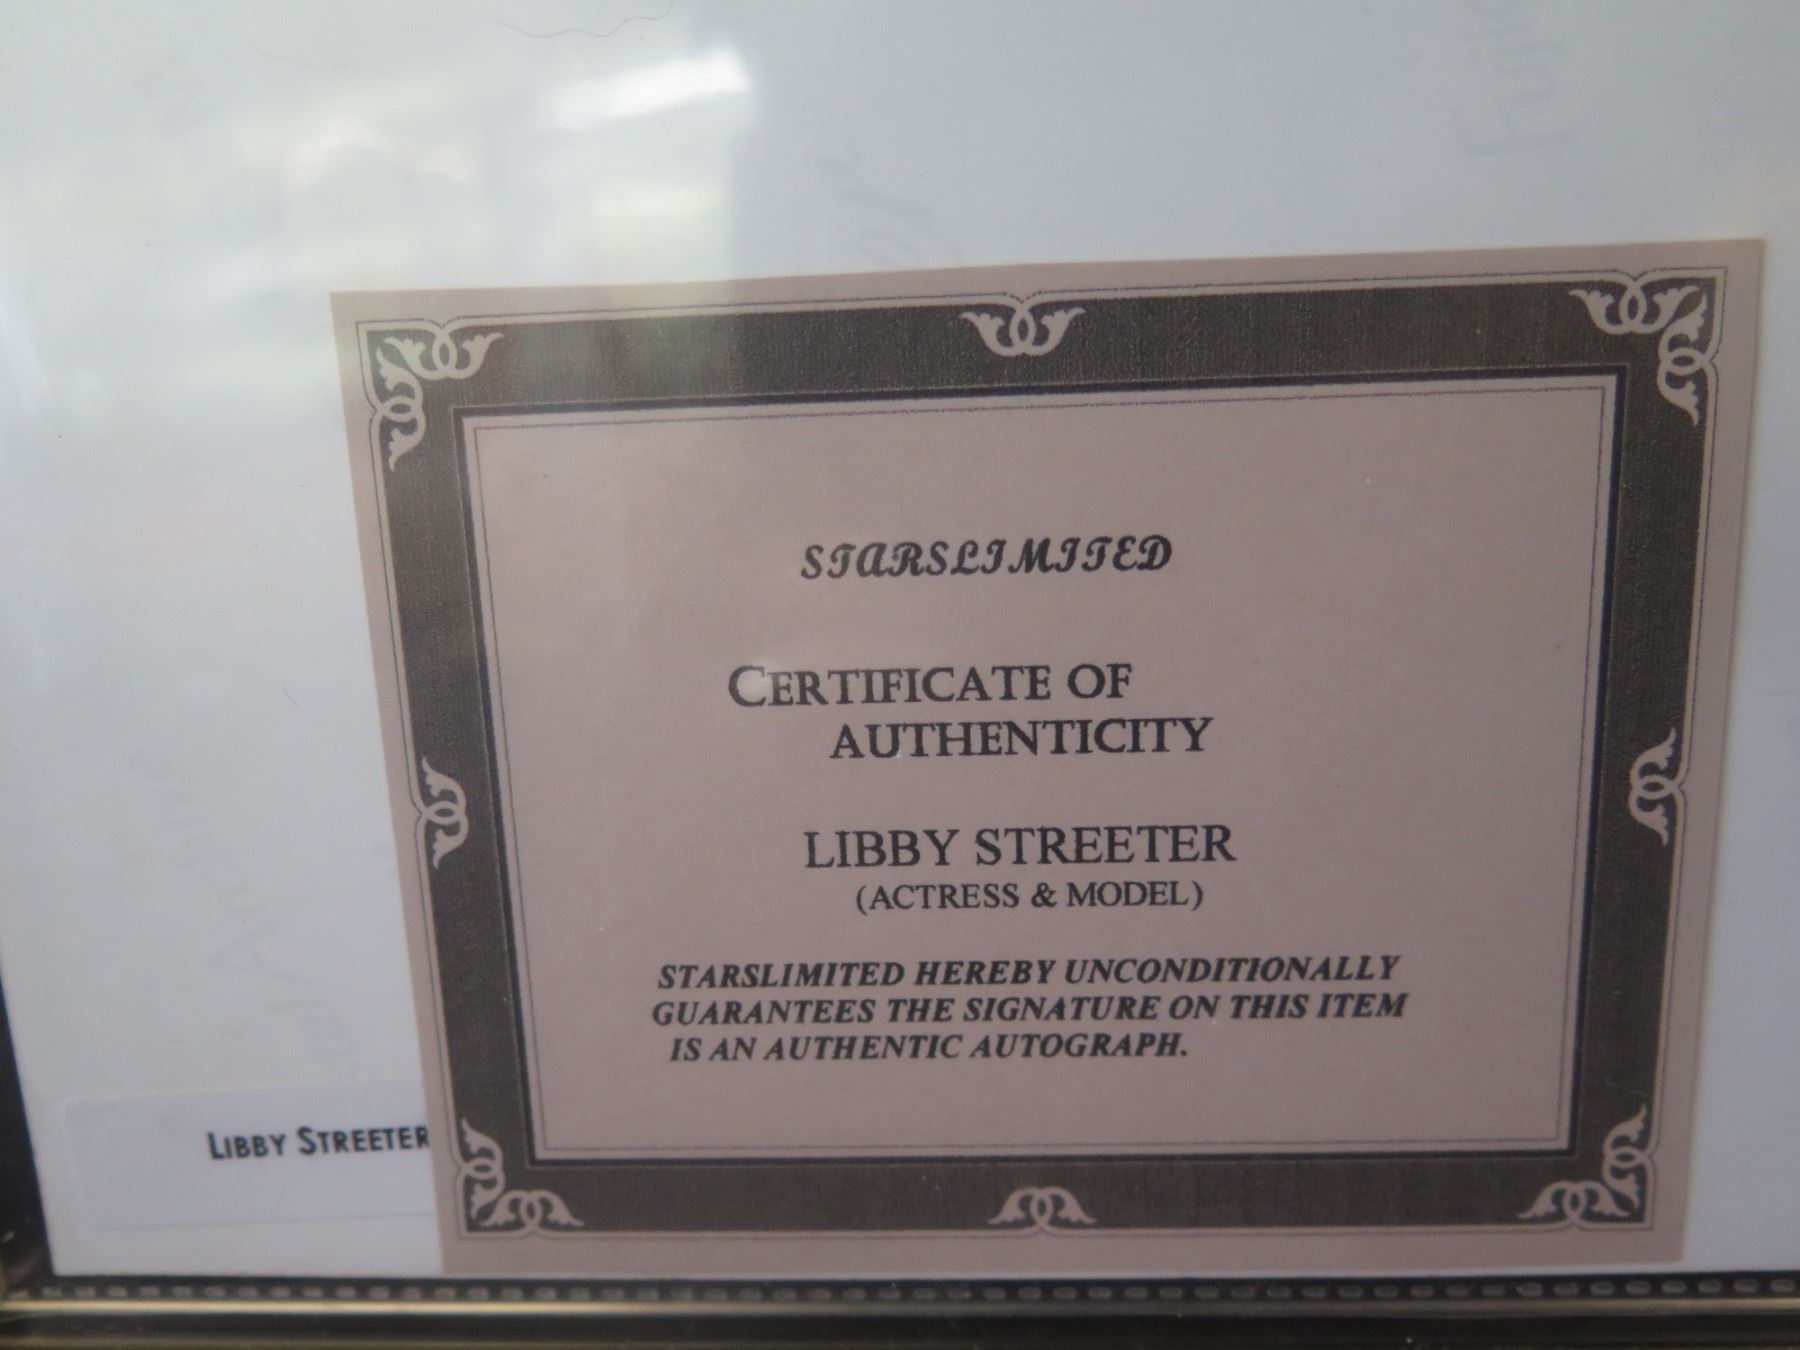 STARSLIMITED
CERTIFICATE OF
AUTHENTICITY
LIBBY STREETER
(ACTRESS & MODEL)
STARSLIMITED HEREBY UNCONDITIONALLY
GUARANTEES THE SIGNATURE ON THIS ITEM
IS AN AUTHENTIC AUTOGRAPH.
LIBBY STREETER